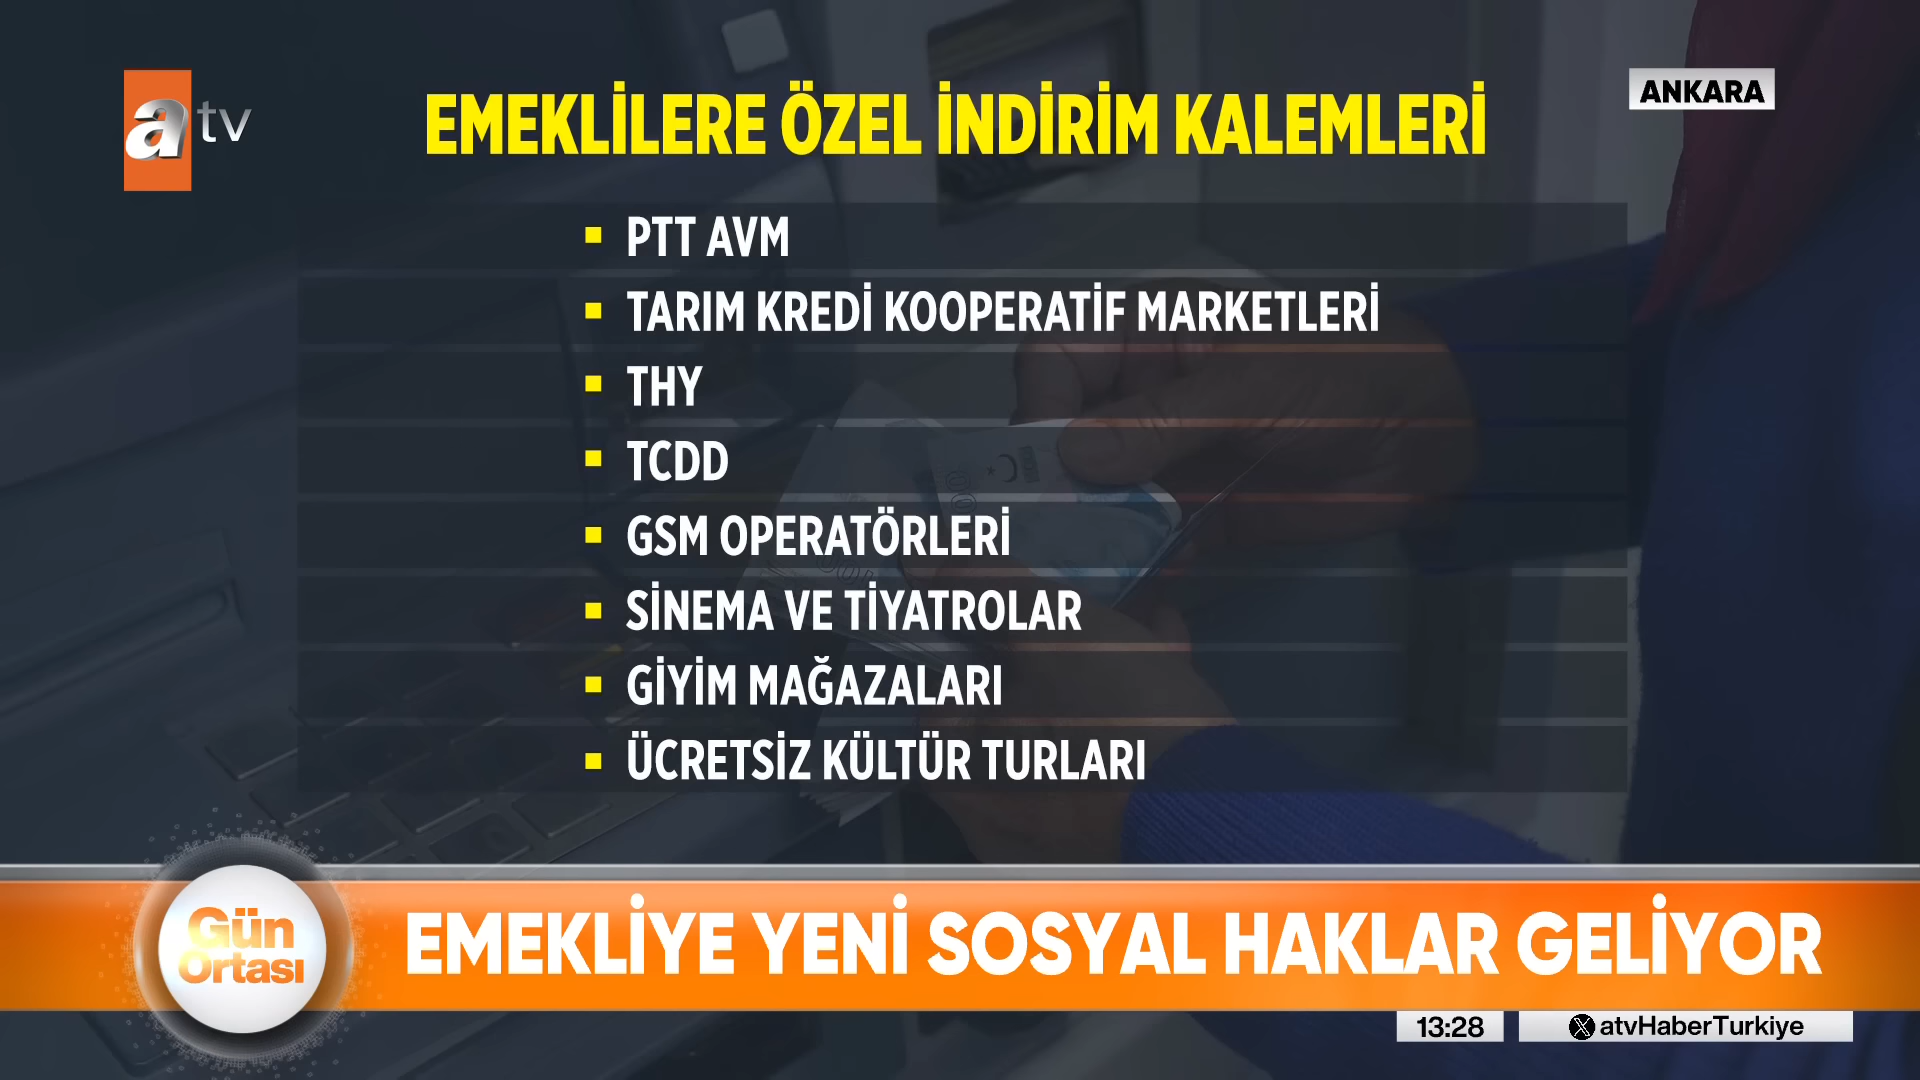 atv
EMEKLİLERE ÖZEL İNDİRİM KALEMLERİ
ANKARA
PTT AVM
TARIM KREDİ KOOPERATİF MARKETLERİ
THY
TCDD
GSM OPERATÖRLERİ
SİNEMA VE TİYATROLAR
GİYİM MAĞAZALARI
ÜCRETSİZ KÜLTÜR TURLARI
Gün
Ortası
EMEKLİYE YENİ SOSYAL HAKLAR GELİYOR
13:28
X atvHaberTurkiye